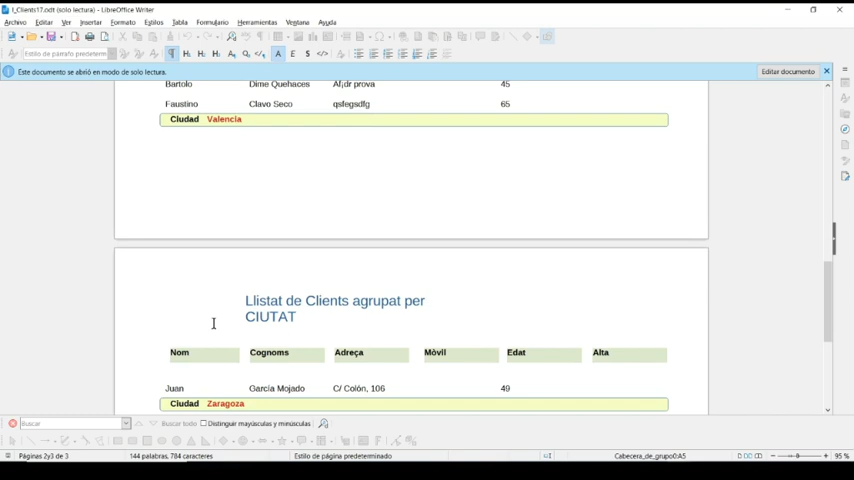 I_Clients17.odt (solo lectura) - LibreOffice Writer
Archivo Editar Ver Insertar Formato Estilos Tabla Formulario Herramientas Ventana Ayuda
Estilo de párrafo predetermin
Este documento se abrió en modo de solo lectura. Editar documento
Bartolo Dime Quehaces Af¡dr prova 45
Faustino Clavo Seco qsfegsdfg 65
Ciudad Valencia
Llistat de Clients agrupat per
CIUTAT
Nom Cognoms Adreça Mòvil Edat Alta
Juan García Mojado C/ Colón, 106 49
Ciudad Zaragoza
Buscar Buscar todo Distinguir mayúsculas y minúsculas
Páginas 2y3 de 3 144 palabras, 784 caracteres Estilo de página predeterminado Cabecera_de_grupo0:A5 95 %